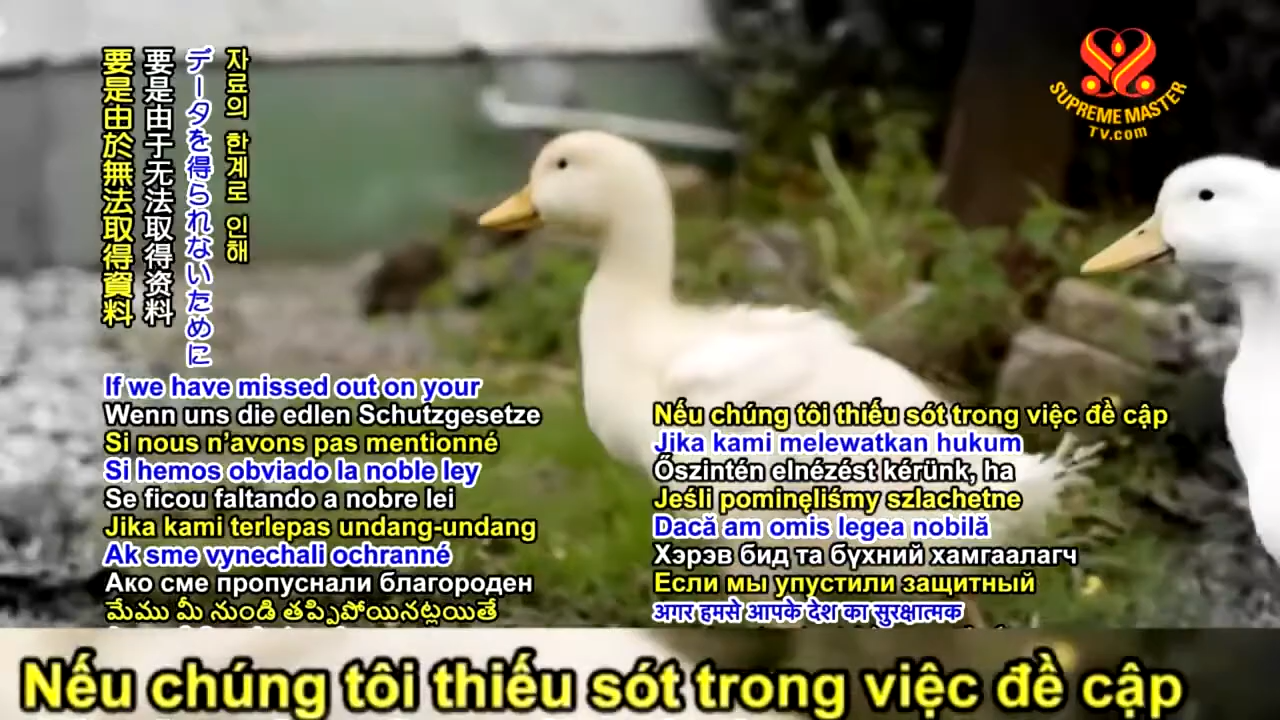 要是由於無法取得資料
要是由于无法取得资料
データを得られないために
자료의 한계로 인해
SUPREME MASTER
TV.com
If we have missed out on your
Wenn uns die edlen Schutzgesetze
Si nous n'avons pas mentionné
Si hemos obviado la noble ley
Se ficou faltando a nobre lei
Jika kami terlepas undang-undang
Ak sme vynechali ochranné
Ако сме пропуснали благороден
మేము మీ నుండి తప్పిపోయినట్లయితే
Nếu chúng tôi thiếu sót trong việc đề cập
Jika kami melewatkan hukum
Őszintén elnézést kérünk, ha
Jeśli pominęliśmy szlachetne
Dacă am omis legea nobilă
Хэрэв бид та бүхний хамгаалагч
Если мы упустили защитный
अगर हमसे आपके देश का सुरक्षात्मक
Nếu chúng tôi thiếu sót trong việc đề cập